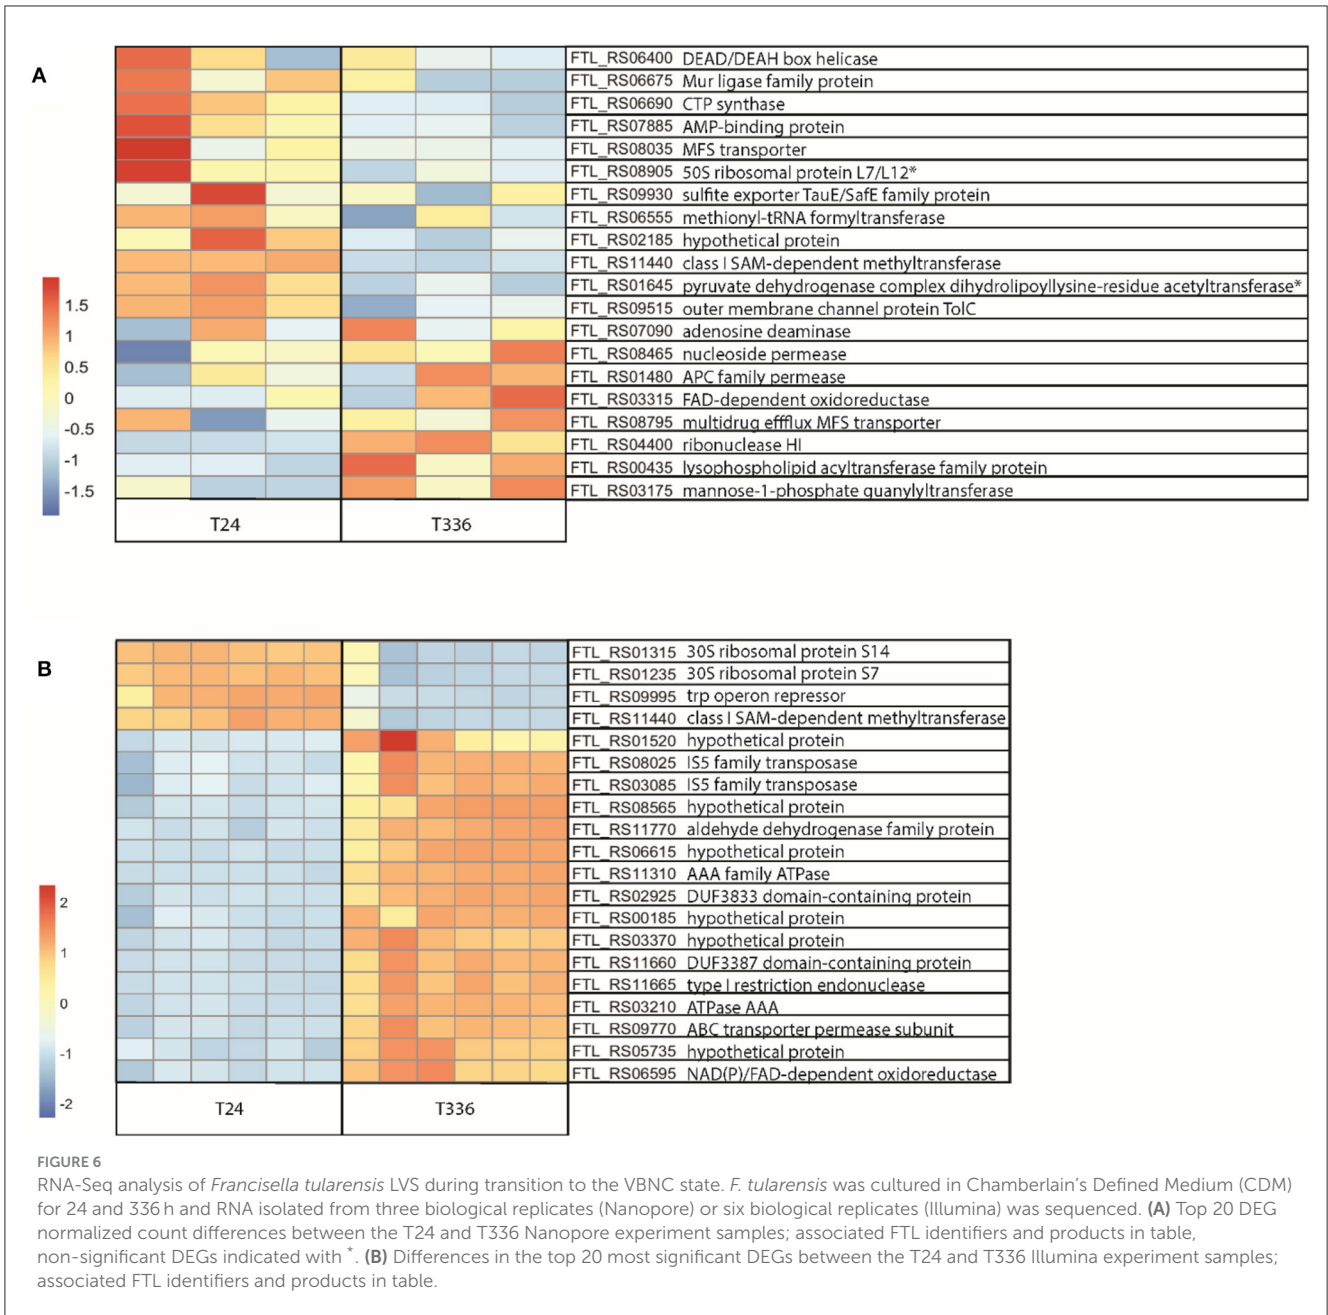 A
FTL_RS06400 DEAD/DEAH box helicase
FTL_RS06675 Mur ligase family protein
FTL_RS06690 CTP synthase
FTL_RS07885 AMP-binding protein
FTL_RS08035 MFS transporter
FTL_RS08905 50S ribosomal protein L7/L12*
FTL_RS09930 sulfite exporter TauE/SafE family protein
FTL_RS06555 methionyl-tRNA formyltransferase
FTL_RS02185 hypothetical protein
FTL_RS11440 class I SAM-dependent methyltransferase
FTL_RS01645 pyruvate dehydrogenase complex dihydrolipoyllysine-residue acetyltransferase*
FTL_RS09515 outer membrane channel protein TolC
FTL_RS07090 adenosine deaminase
FTL_RS08465 nucleoside permease
FTL_RS01480 APC family permease
FTL_RS03315 FAD-dependent oxidoreductase
FTL_RS08795 multidrug effflux MFS transporter
FTL_RS04400 ribonuclease HI
FTL_RS00435 lysophospholipid acyltransferase family protein
FTL_RS03175 mannose-1-phosphate guanylyltransferase
1.5
1
0.5
0
-0.5
-1
-1.5
T24 T336
B
FTL_RS01315 30S ribosomal protein S14
FTL_RS01235 30S ribosomal protein S7
FTL_RS09995 trp operon repressor
FTL_RS11440 class I SAM-dependent methyltransferase
FTL_RS01520 hypothetical protein
FTL_RS08025 IS5 family transposase
FTL_RS03085 IS5 family transposase
FTL_RS08565 hypothetical protein
FTL_RS11770 aldehyde dehydrogenase family protein
FTL_RS06615 hypothetical protein
FTL_RS11310 AAA family ATPase
FTL_RS02925 DUF3833 domain-containing protein
FTL_RS00185 hypothetical protein
FTL_RS03370 hypothetical protein
FTL_RS11660 DUF3387 domain-containing protein
FTL_RS11665 type I restriction endonuclease
FTL_RS03210 ATPase AAA
FTL_RS09770 ABC transporter permease subunit
FTL_RS05735 hypothetical protein
FTL_RS06595 NAD(P)/FAD-dependent oxidoreductase
2
1
0
-1
-2
T24 T336
FIGURE 6
RNA-Seq analysis of Francisella tularensis LVS during transition to the VBNC state. F. tularensis was cultured in Chamberlain's Defined Medium (CDM)
for 24 and 336 h and RNA isolated from three biological replicates (Nanopore) or six biological replicates (Illumina) was sequenced. (A) Top 20 DEG
normalized count differences between the T24 and T336 Nanopore experiment samples; associated FTL identifiers and products in table,
non-significant DEGs indicated with *. (B) Differences in the top 20 most significant DEGs between the T24 and T336 Illumina experiment samples;
associated FTL identifiers and products in table.